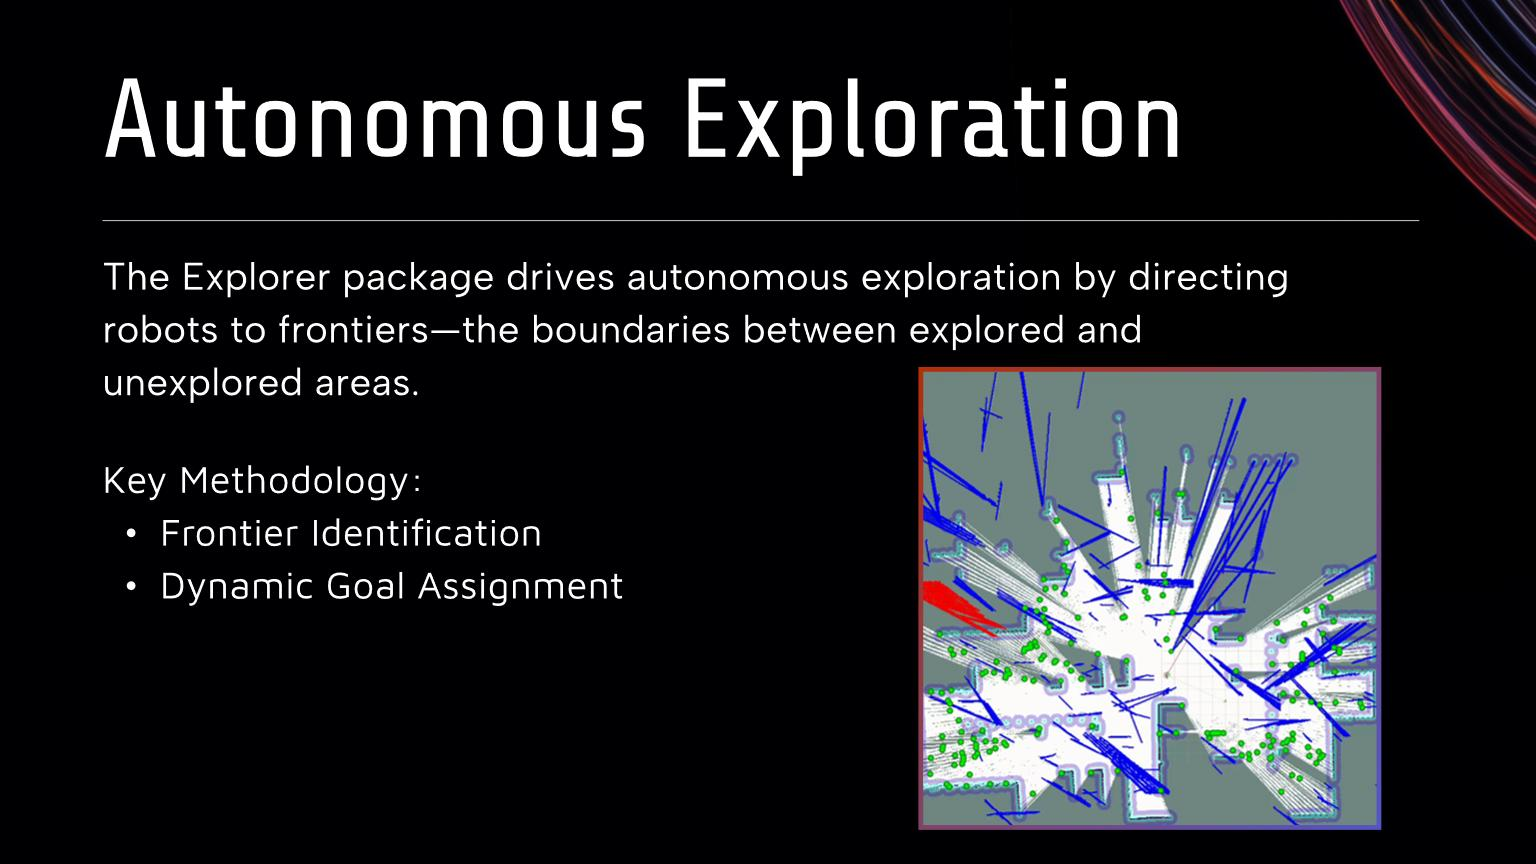 Autonomous Exploration
The Explorer package drives autonomous exploration by directing
robots to frontiers—the boundaries between explored and
unexplored areas.
Key Methodology:
• Frontier Identification
• Dynamic Goal Assignment